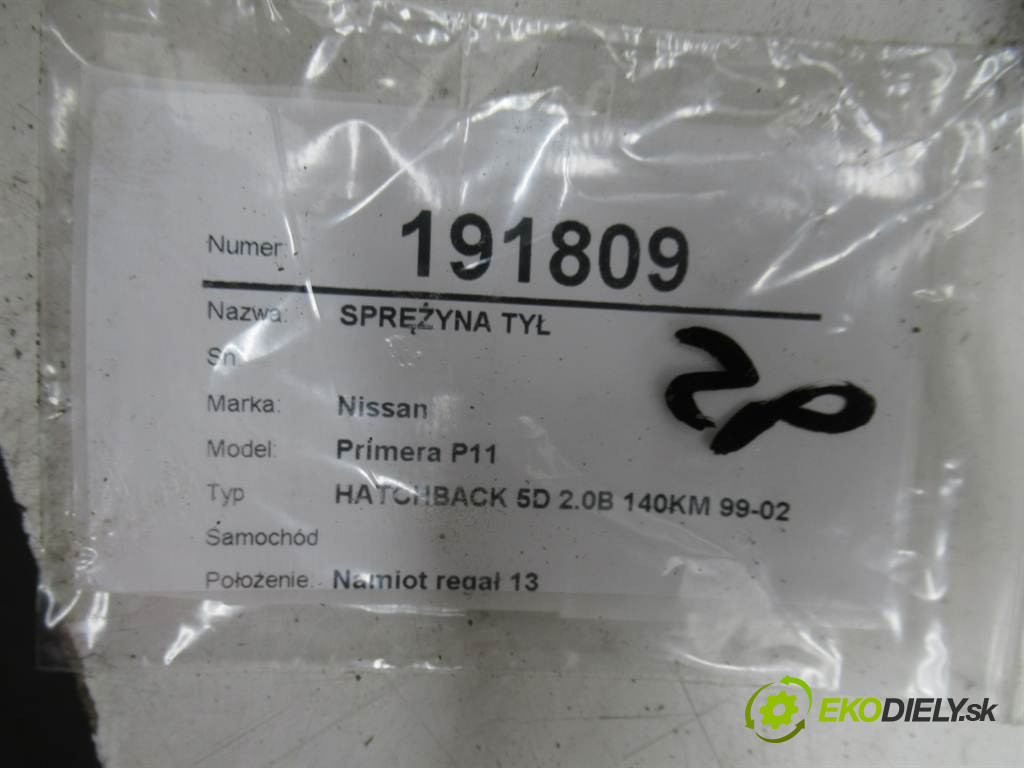 Numer: 191809
Nazwa: SPRĘŻYNA TYŁ
Sn
Marka: Nissan
Model: Primera P11
Typ HATCHBACK 5D 2.0B 140KM 99-02
Samochód
Położenie: Namiot regał 13
EKODIELY.sk